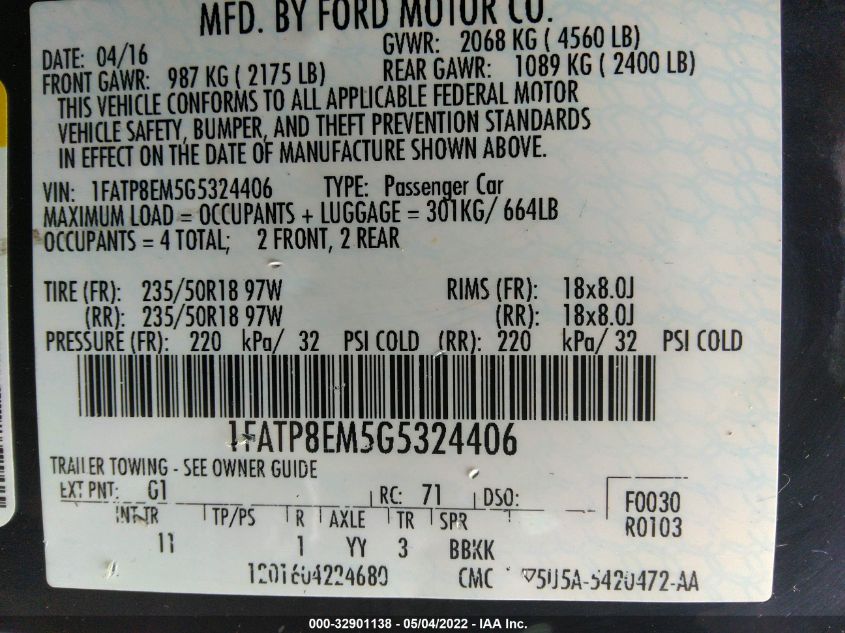 MFD. BY FORD MOTOR CO.
DATE: 04/16 GVWR: 2068 KG ( 4560 LB)
FRONT GAWR: 987 KG ( 2175 LB) REAR GAWR: 1089 KG ( 2400 LB)
THIS VEHICLE CONFORMS TO ALL APPLICABLE FEDERAL MOTOR
VEHICLE SAFETY, BUMPER, AND THEFT PREVENTION STANDARDS
IN EFFECT ON THE DATE OF MANUFACTURE SHOWN ABOVE.
VIN: 1FATP8EM5G5324406 TYPE: Passenger Car
MAXIMUM LOAD = OCCUPANTS + LUGGAGE = 301KG/ 664LB
OCCUPANTS = 4 TOTAL; 2 FRONT, 2 REAR
TIRE (FR): 235/50R18 97W RIMS (FR): 18x8.0J
(RR): 235/50R18 97W (RR): 18x8.0J
PRESSURE (FR): 220 kPa/ 32 PSI COLD (RR): 220 kPa/ 32 PSI COLD
1FATP8EM5G5324406
TRAILER TOWING - SEE OWNER GUIDE
EXT PNT: G1 RC: 71 DSO: F0030
INT TR TP/PS R AXLE TR SPR R0103
11 1 YY 3 BBKK
1201604224680 CMC 5U5A-5420472-AA
000-32901138 - 05/04/2022 - IAA Inc.